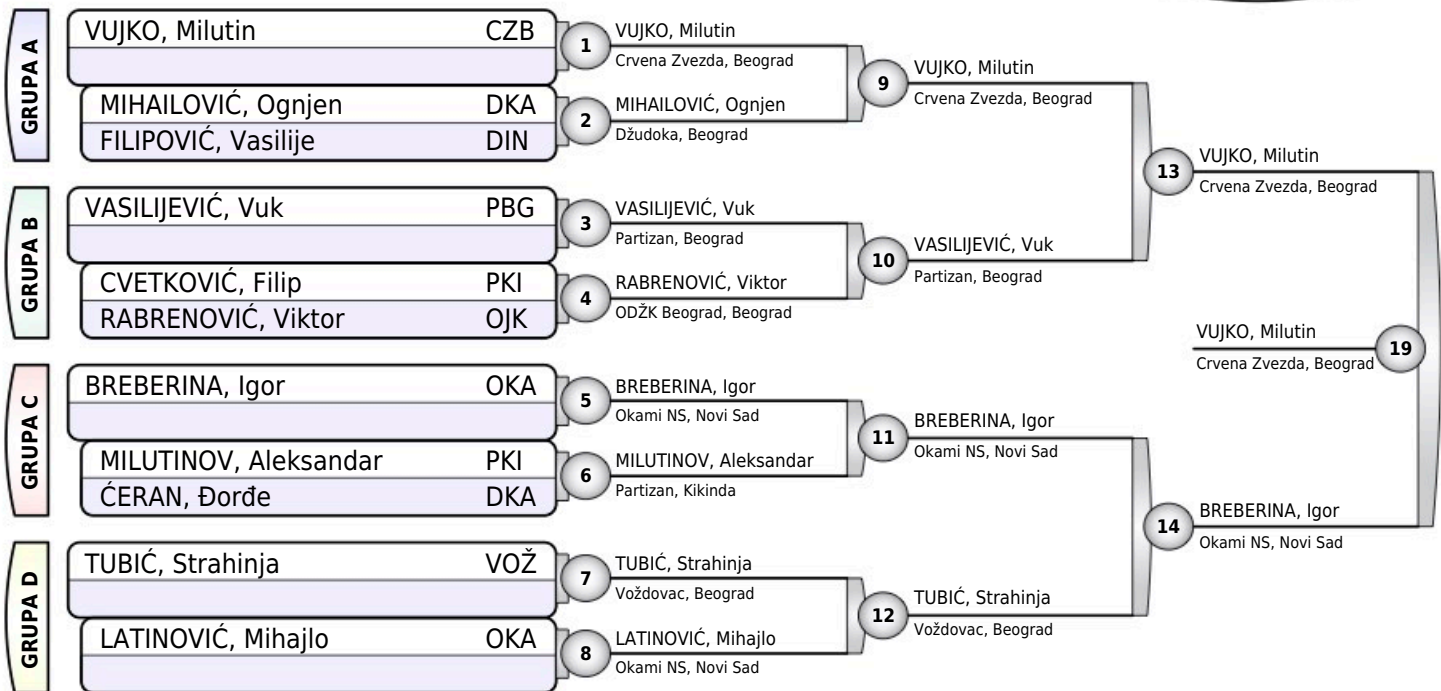 GRUPA A
VUJKO, Milutin CZB
MIHAILOVIĆ, Ognjen DKA
FILIPOVIĆ, Vasilije DIN
1
VUJKO, Milutin
Crvena Zvezda, Beograd
2
MIHAILOVIĆ, Ognjen
Džudoka, Beograd
9
VUJKO, Milutin
Crvena Zvezda, Beograd
GRUPA B
VASILIJEVIĆ, Vuk PBG
CVETKOVIĆ, Filip PKI
RABRENOVIĆ, Viktor OJK
3
VASILIJEVIĆ, Vuk
Partizan, Beograd
4
RABRENOVIĆ, Viktor
ODŽK Beograd, Beograd
10
VASILIJEVIĆ, Vuk
Partizan, Beograd
13
VUJKO, Milutin
Crvena Zvezda, Beograd
GRUPA C
BREBERINA, Igor OKA
MILUTINOV, Aleksandar PKI
ĆERAN, Đorđe DKA
5
BREBERINA, Igor
Okami NS, Novi Sad
6
MILUTINOV, Aleksandar
Partizan, Kikinda
11
BREBERINA, Igor
Okami NS, Novi Sad
GRUPA D
TUBIĆ, Strahinja VOŽ
LATINOVIĆ, Mihajlo OKA
7
TUBIĆ, Strahinja
Voždovac, Beograd
8
LATINOVIĆ, Mihajlo
Okami NS, Novi Sad
12
TUBIĆ, Strahinja
Voždovac, Beograd
14
BREBERINA, Igor
Okami NS, Novi Sad
VUJKO, Milutin
Crvena Zvezda, Beograd
19